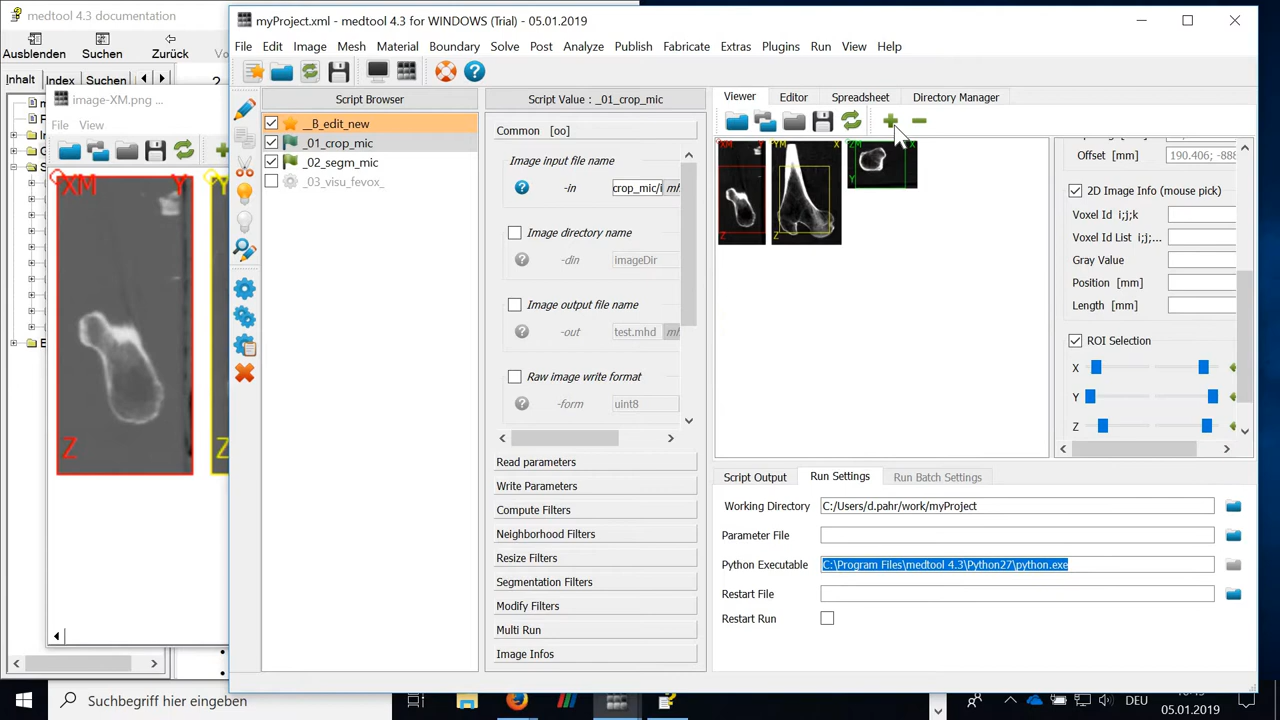 medtool 4.3 documentation
Ausblenden
Suchen
Zurück
Inhalt
Index
Suchen
image-XM.png ...
File
View
XM
Y
Z
YM
Z
myProject.xml - medtool 4.3 for WINDOWS (Trial) - 05.01.2019
File Edit Image Mesh Material Boundary Solve Post Analyze Publish Fabricate Extras Plugins Run View Help
Script Browser
__B_edit_new
_01_crop_mic
_02_segm_mic
_03_visu_fevox_
Script Value : _01_crop_mic
Common [oo]
Image input file name
-in crop_mic/i
Image directory name
-din imageDir
Image output file name
-out test.mhd
Raw image write format
-form uint8
Read parameters
Write Parameters
Compute Filters
Neighborhood Filters
Resize Filters
Segmentation Filters
Modify Filters
Multi Run
Image Infos
Viewer Editor Spreadsheet Directory Manager
XM Y
Z
YM X
Z
ZM X
Y
Offset [mm] 190.406; -888
2D Image Info (mouse pick)
Voxel Id i;j;k
Voxel Id List i;j;...
Gray Value
Position [mm]
Length [mm]
ROI Selection
X
Y
Z
Script Output Run Settings Run Batch Settings
Working Directory C:/Users/d.pahr/work/myProject
Parameter File
Python Executable C:\Program Files\medtool 4.3\Python27\python.exe
Restart File
Restart Run
Suchbegriff hier eingeben
DEU
05.01.2019